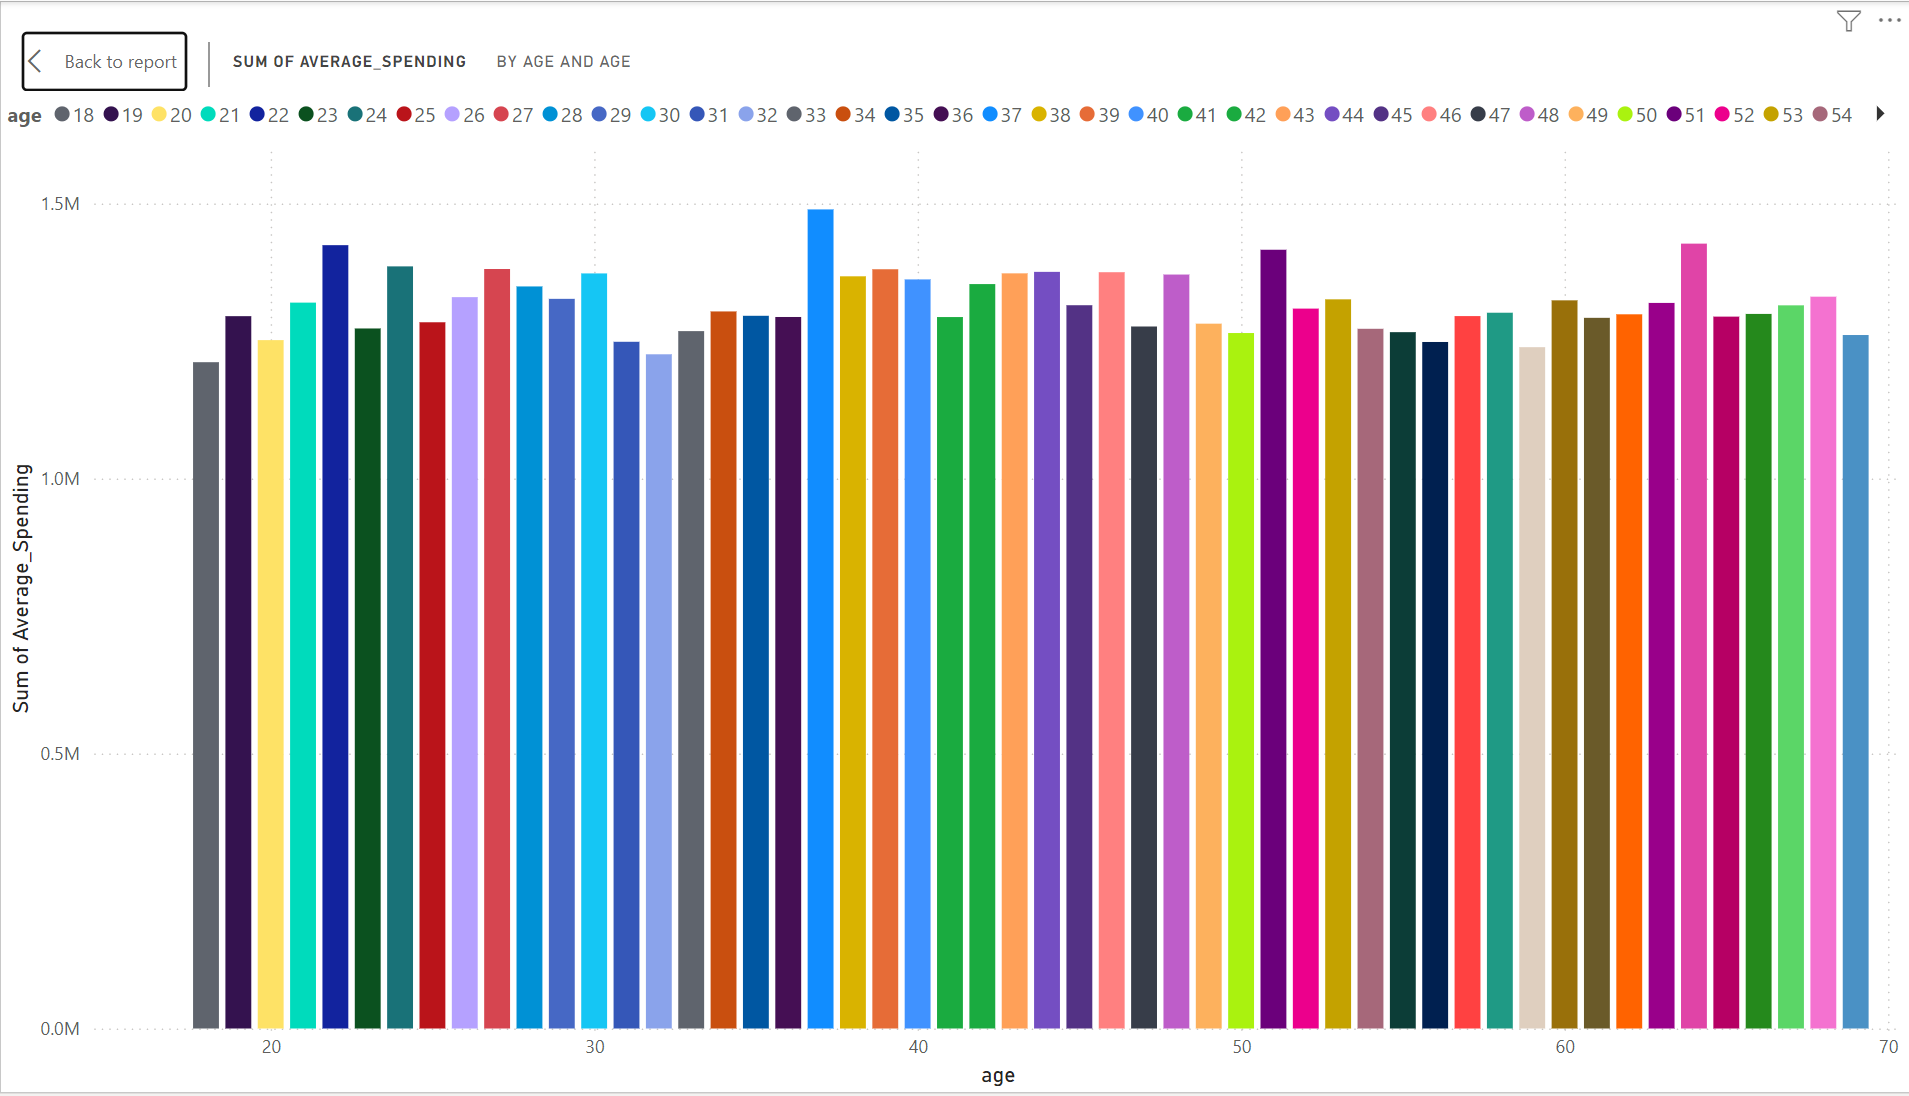 Back to report
SUM OF AVERAGE_SPENDING BY AGE AND AGE
age 18 19 20 21 22 23 24 25 26 27 28 29 30 31 32 33 34 35 36 37 38 39 40 41 42 43 44 45 46 47 48 49 50 51 52 53 54
1.5M
1.0M
0.5M
0.0M
Sum of Average_Spending
20 30 40 50 60 70
age